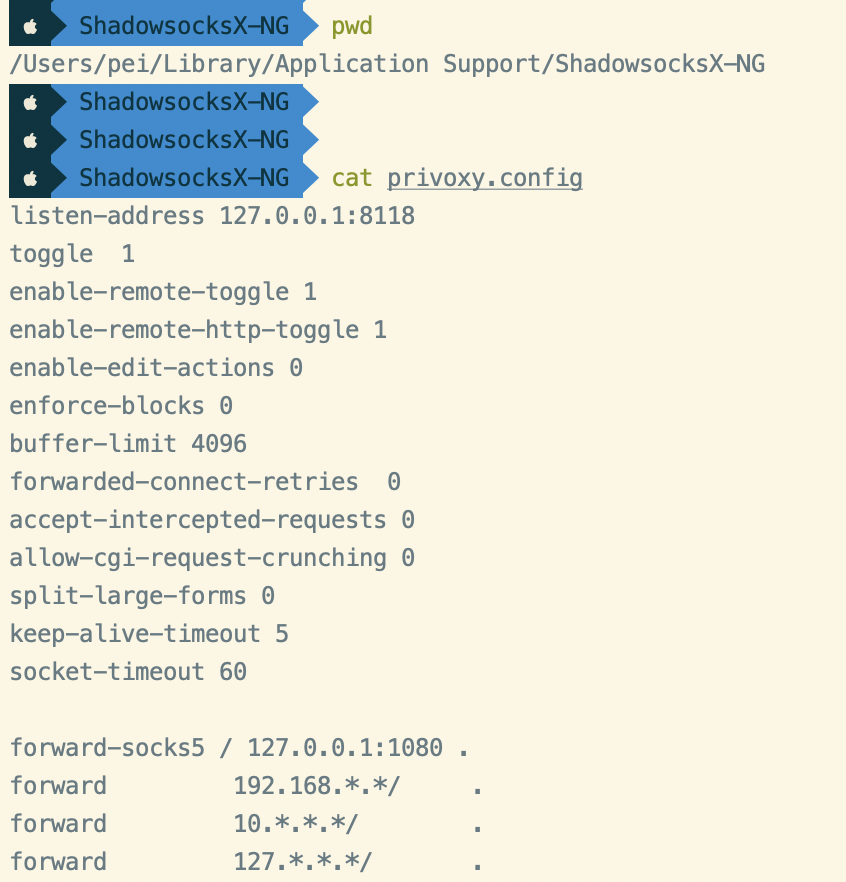 ShadowsocksX-NG pwd
/Users/pei/Library/Application Support/ShadowsocksX-NG
ShadowsocksX-NG
ShadowsocksX-NG
ShadowsocksX-NG cat privoxy.config
listen-address 127.0.0.1:8118
toggle  1
enable-remote-toggle 1
enable-remote-http-toggle 1
enable-edit-actions 0
enforce-blocks 0
buffer-limit 4096
forwarded-connect-retries  0
accept-intercepted-requests 0
allow-cgi-request-crunching 0
split-large-forms 0
keep-alive-timeout 5
socket-timeout 60
forward-socks5 / 127.0.0.1:1080 .
forward         192.168.*.*/     .
forward         10.*.*.*/        .
forward         127.*.*.*/       .